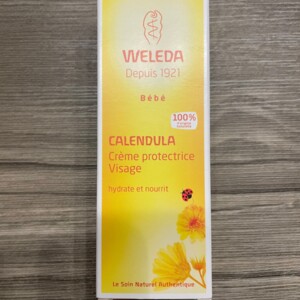 WELEDA
Depuis 1921
Bébé
100%
CALENDULA
Crème protectrice
Visage
hydrate et nourrit
Le Soin Naturel Authentique